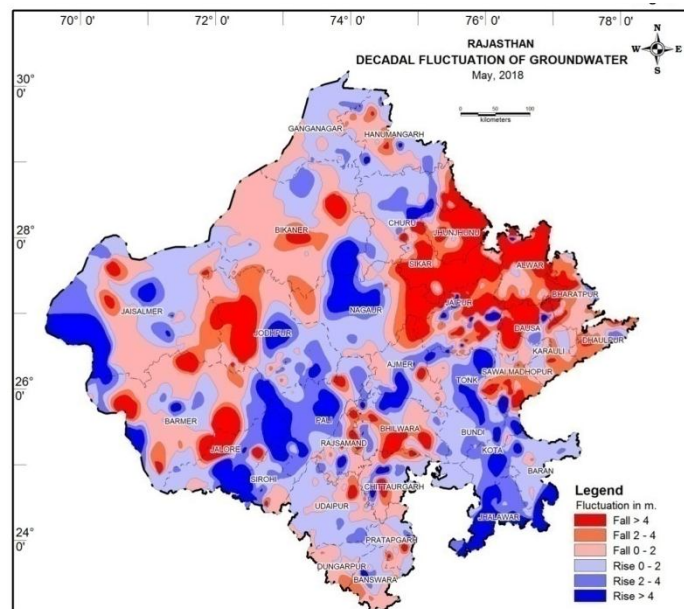 70° 0' 72° 0' 74° 0' 76° 0' 78° 0'
RAJASTHAN
DECADAL FLUCTUATION OF GROUNDWATER
May, 2018
N
W E
S
0 50 100
kilometers
30°
0'
28°
0'
26°
0'
24°
0'
GANGANAGAR
HANUMANGARH
CHURU
BIKANER
JHUNJHUNU
SIKAR
ALWAR
JAISALMER
NAGAUR
JAIPUR
BHARATPUR
JODHPUR
DAUSA
KARAULI
DHAULPUR
AJMER
SAWAI MADHOPUR
TONK
BARMER
PALI
BHILWARA
BUNDI
JALORE
RAJSAMAND
KOTA
BARAN
SIROHI
CHITTAURGARH
UDAIPUR
JHALAWAR
PRATAPGAR
DUNGARPUR
BANSWARA
Legend
Fluctuation in m.
Fall > 4
Fall 2 - 4
Fall 0 - 2
Rise 0 - 2
Rise 2 - 4
Rise > 4